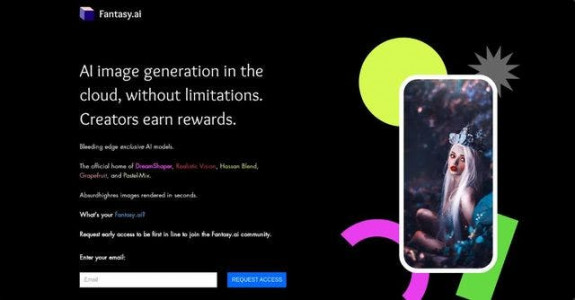 Fantasy.ai
AI image generation in the
cloud, without limitations.
Creators earn rewards.
Bleeding edge exclusive AI models.
The official home of DreamShaper, Realistic Vision, Hassan Blend,
Grapefruit, and PastelMix.
Absurdhighres images rendered in seconds.
What's your Fantasy.ai?
Request early access to be first in line to join the Fantasy.ai community.
Enter your email:
Email
REQUEST ACCESS